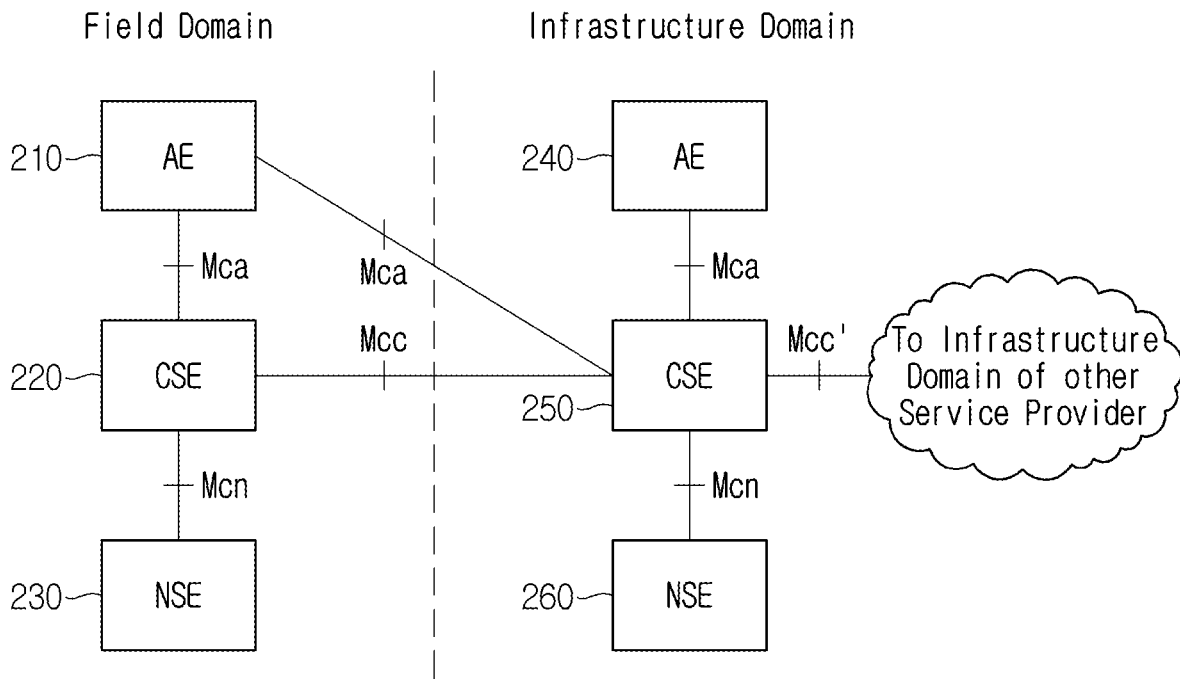 Field Domain
Infrastructure Domain
210
AE
240
AE
Mca
Mca
Mca
220
CSE
Mcc
250
CSE
Mcc'
To Infrastructure
Domain of other
Service Provider
Mcn
Mcn
230
NSE
260
NSE